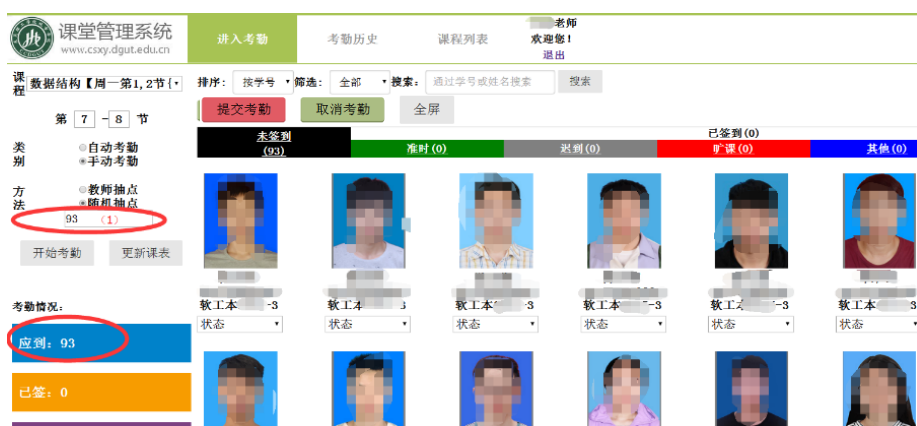 课堂管理系统
www.csxy.dgut.edu.cn
进入考勤
考勤历史
课程列表
老师
欢迎您！
退出
课程 数据结构【周一第1,2节{
排序： 按学号 筛选： 全部 搜索： 通过学号或姓名搜索 搜索
提交考勤 取消考勤 全屏
第 7 - 8 节
未签到
(93)
已签到(0)
准时(0) 迟到(0) 旷课(0) 其他(0)
类别
自动考勤
手动考勤
方法
教师抽点
随机抽点
93 （1）
开始考勤 更新课表
考勤情况：
应到：93
已签：0
软工本 -3 软工本 3 软工本 -3 软工本 -3 软工 -3 软工本 3
状态 状态 状态 状态 状态 状态